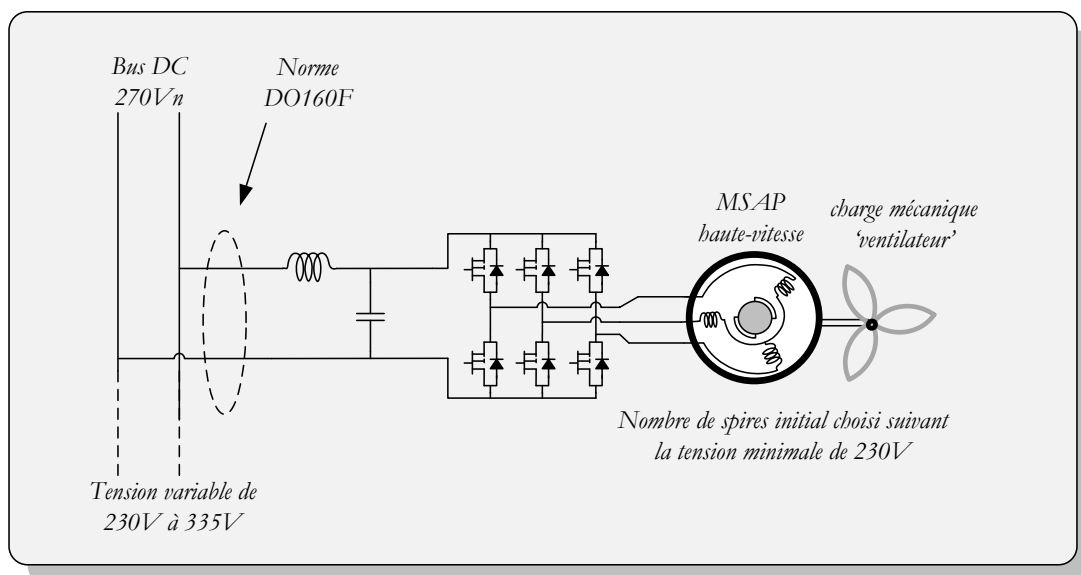 Bus DC
270Vn
Norme
DO160F
MSAP
haute-vitesse
charge mécanique
'ventilateur'
Nombre de spires initial choisi suivant
la tension minimale de 230V
Tension variable de
230V à 335V